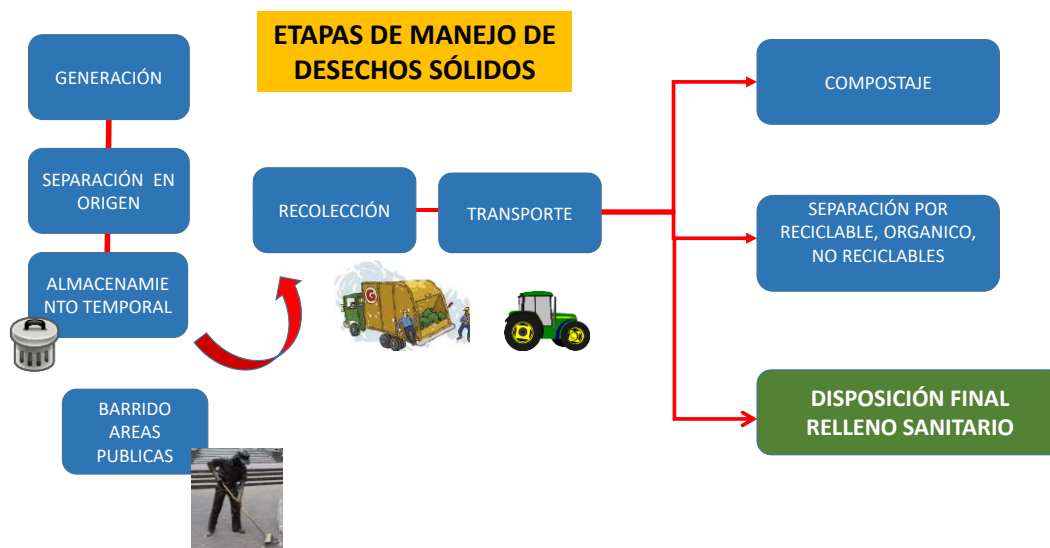 ETAPAS DE MANEJO DE
DESECHOS SÓLIDOS
GENERACIÓN
SEPARACIÓN EN
ORIGEN
ALMACENAMIE
NTO TEMPORAL
BARRIDO
AREAS
PUBLICAS
RECOLECCIÓN
G
TRANSPORTE
COMPOSTAJE
SEPARACIÓN POR
RECICLABLE, ORGANICO,
NO RECICLABLES
DISPOSICIÓN FINAL
RELLENO SANITARIO